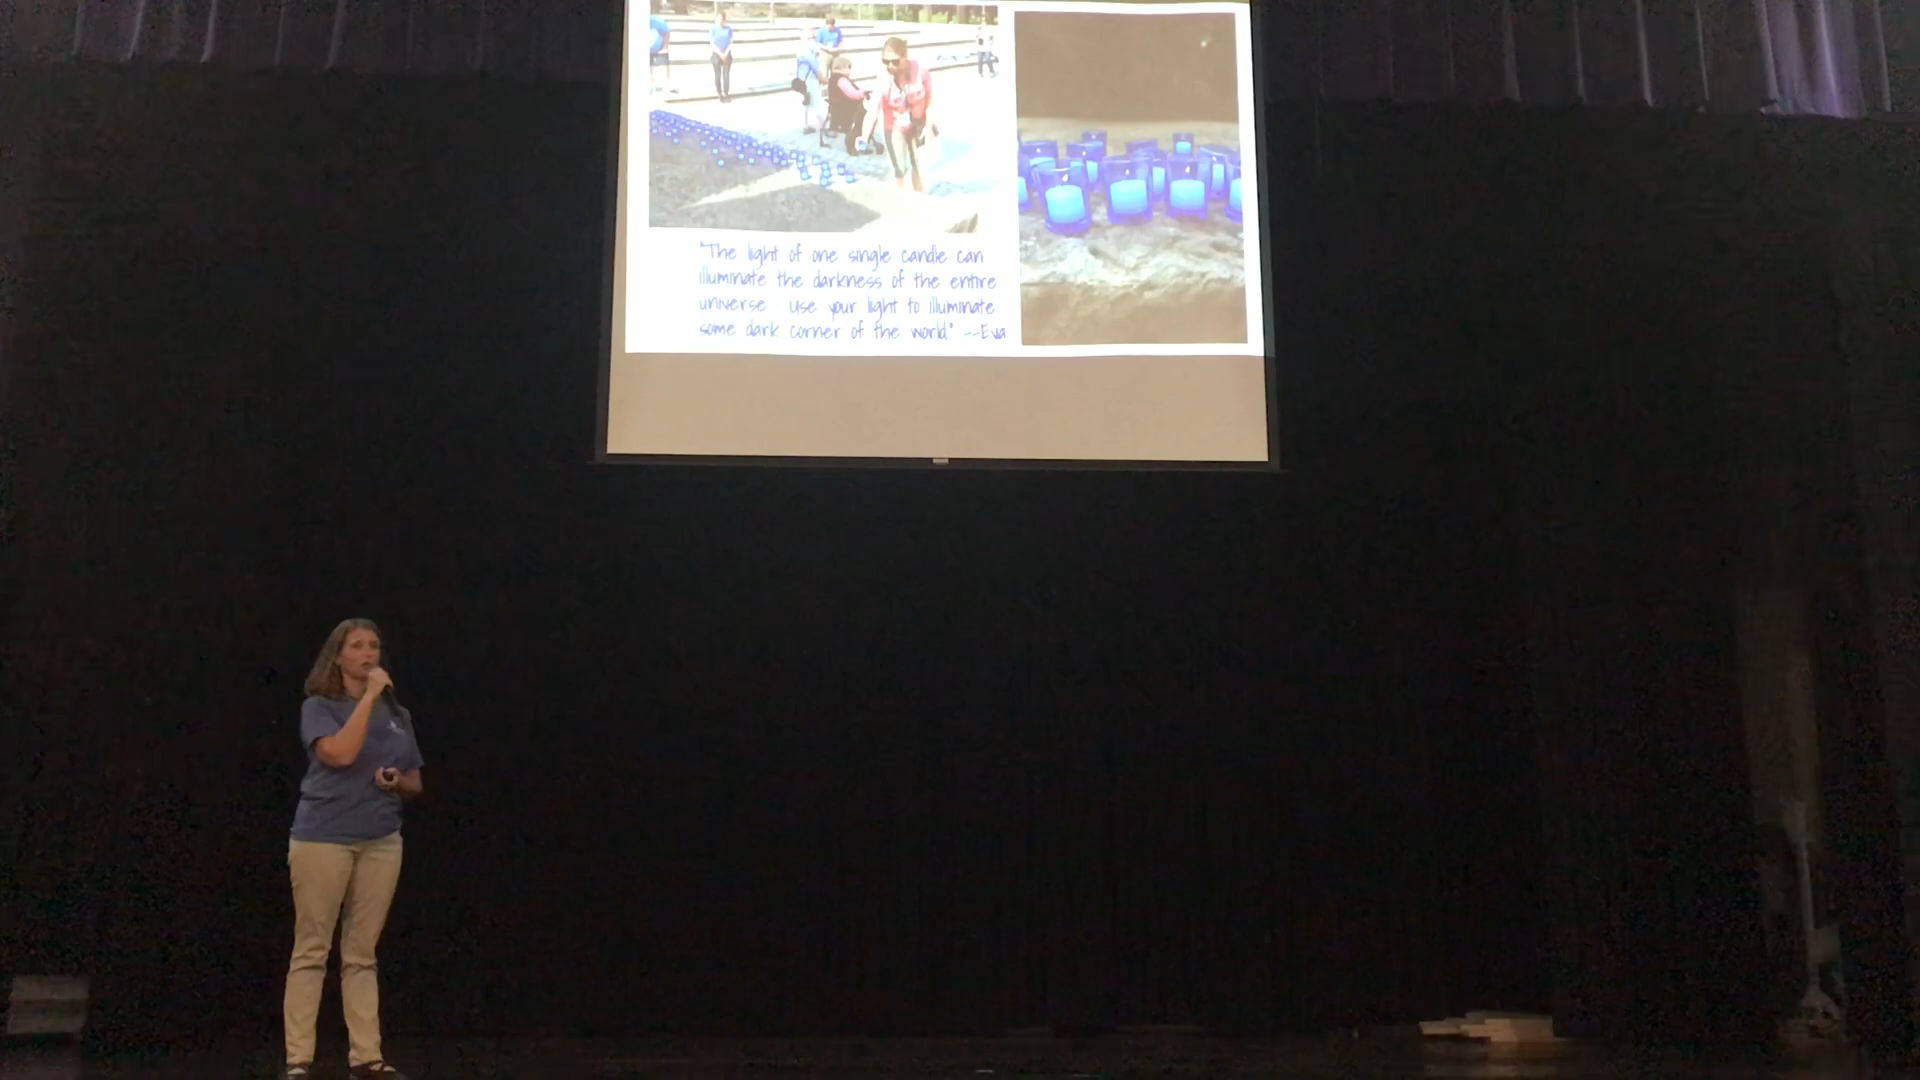 "The light of one single candle can
illuminate the darkness of the entire
universe use your light to illuminate
some dark corner of the world" --Eva